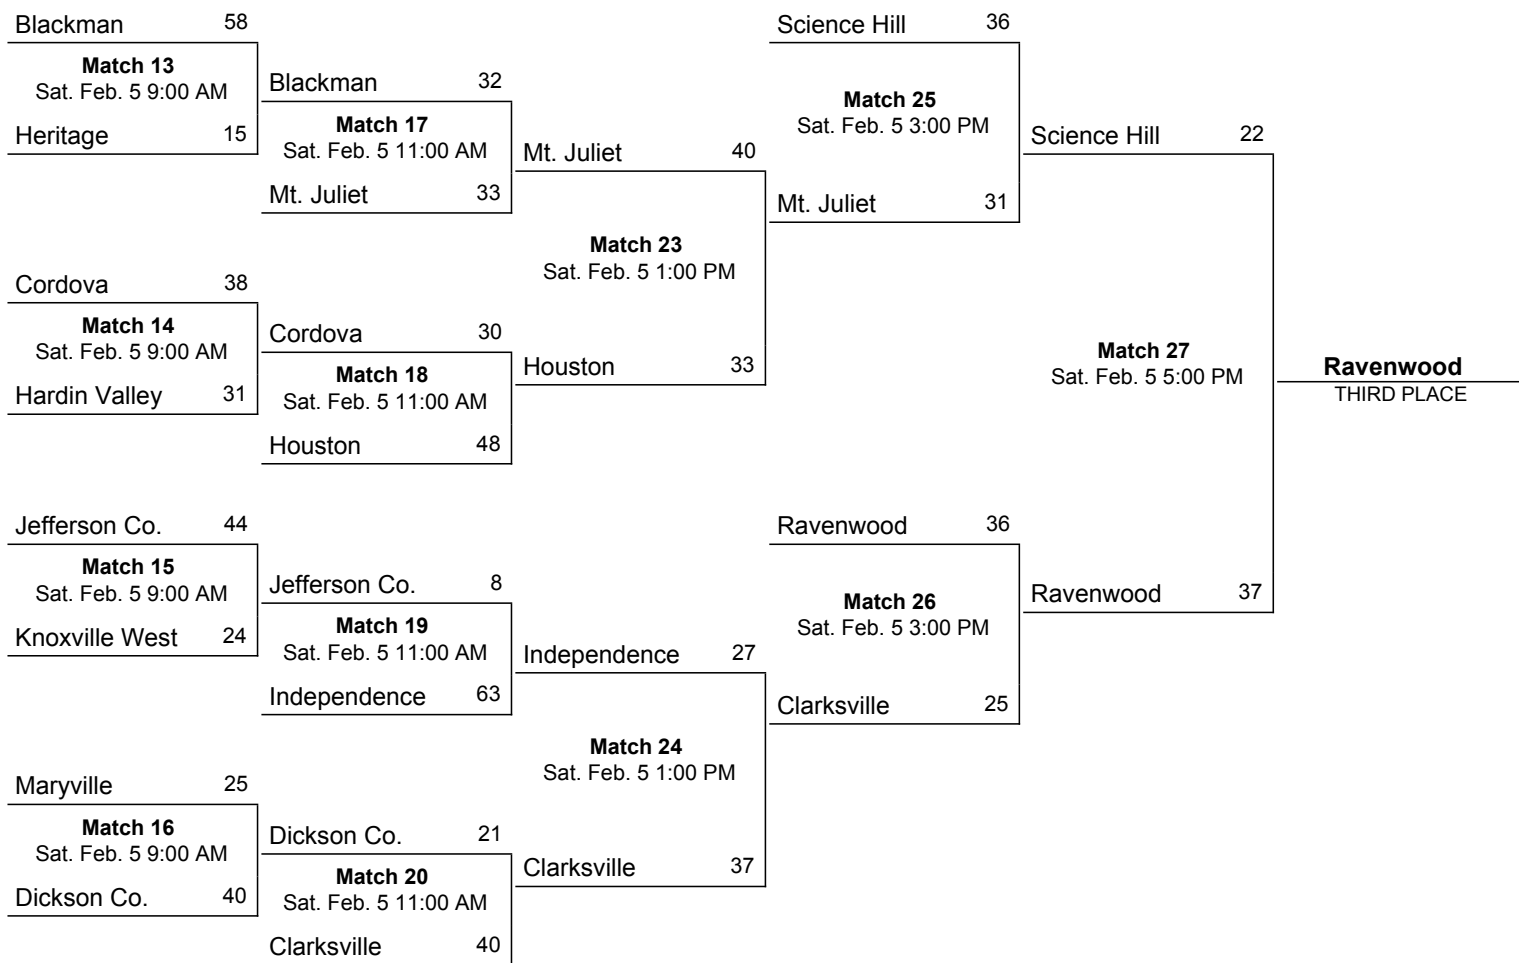 Blackman 58
Match 13
Sat. Feb. 5 9:00 AM
Heritage 15
Cordova 38
Match 14
Sat. Feb. 5 9:00 AM
Hardin Valley 31
Jefferson Co. 44
Match 15
Sat. Feb. 5 9:00 AM
Knoxville West 24
Maryville 25
Match 16
Sat. Feb. 5 9:00 AM
Dickson Co. 40
Blackman 32
Match 17
Sat. Feb. 5 11:00 AM
Mt. Juliet 33
Cordova 30
Match 18
Sat. Feb. 5 11:00 AM
Houston 48
Jefferson Co. 8
Match 19
Sat. Feb. 5 11:00 AM
Independence 63
Dickson Co. 21
Match 20
Sat. Feb. 5 11:00 AM
Clarksville 40
Mt. Juliet 40
Match 23
Sat. Feb. 5 1:00 PM
Houston 33
Independence 27
Match 24
Sat. Feb. 5 1:00 PM
Clarksville 37
Science Hill 36
Match 25
Sat. Feb. 5 3:00 PM
Mt. Juliet 31
Ravenwood 36
Match 26
Sat. Feb. 5 3:00 PM
Clarksville 25
Science Hill 22
Match 27
Sat. Feb. 5 5:00 PM
Ravenwood 37
Ravenwood
THIRD PLACE